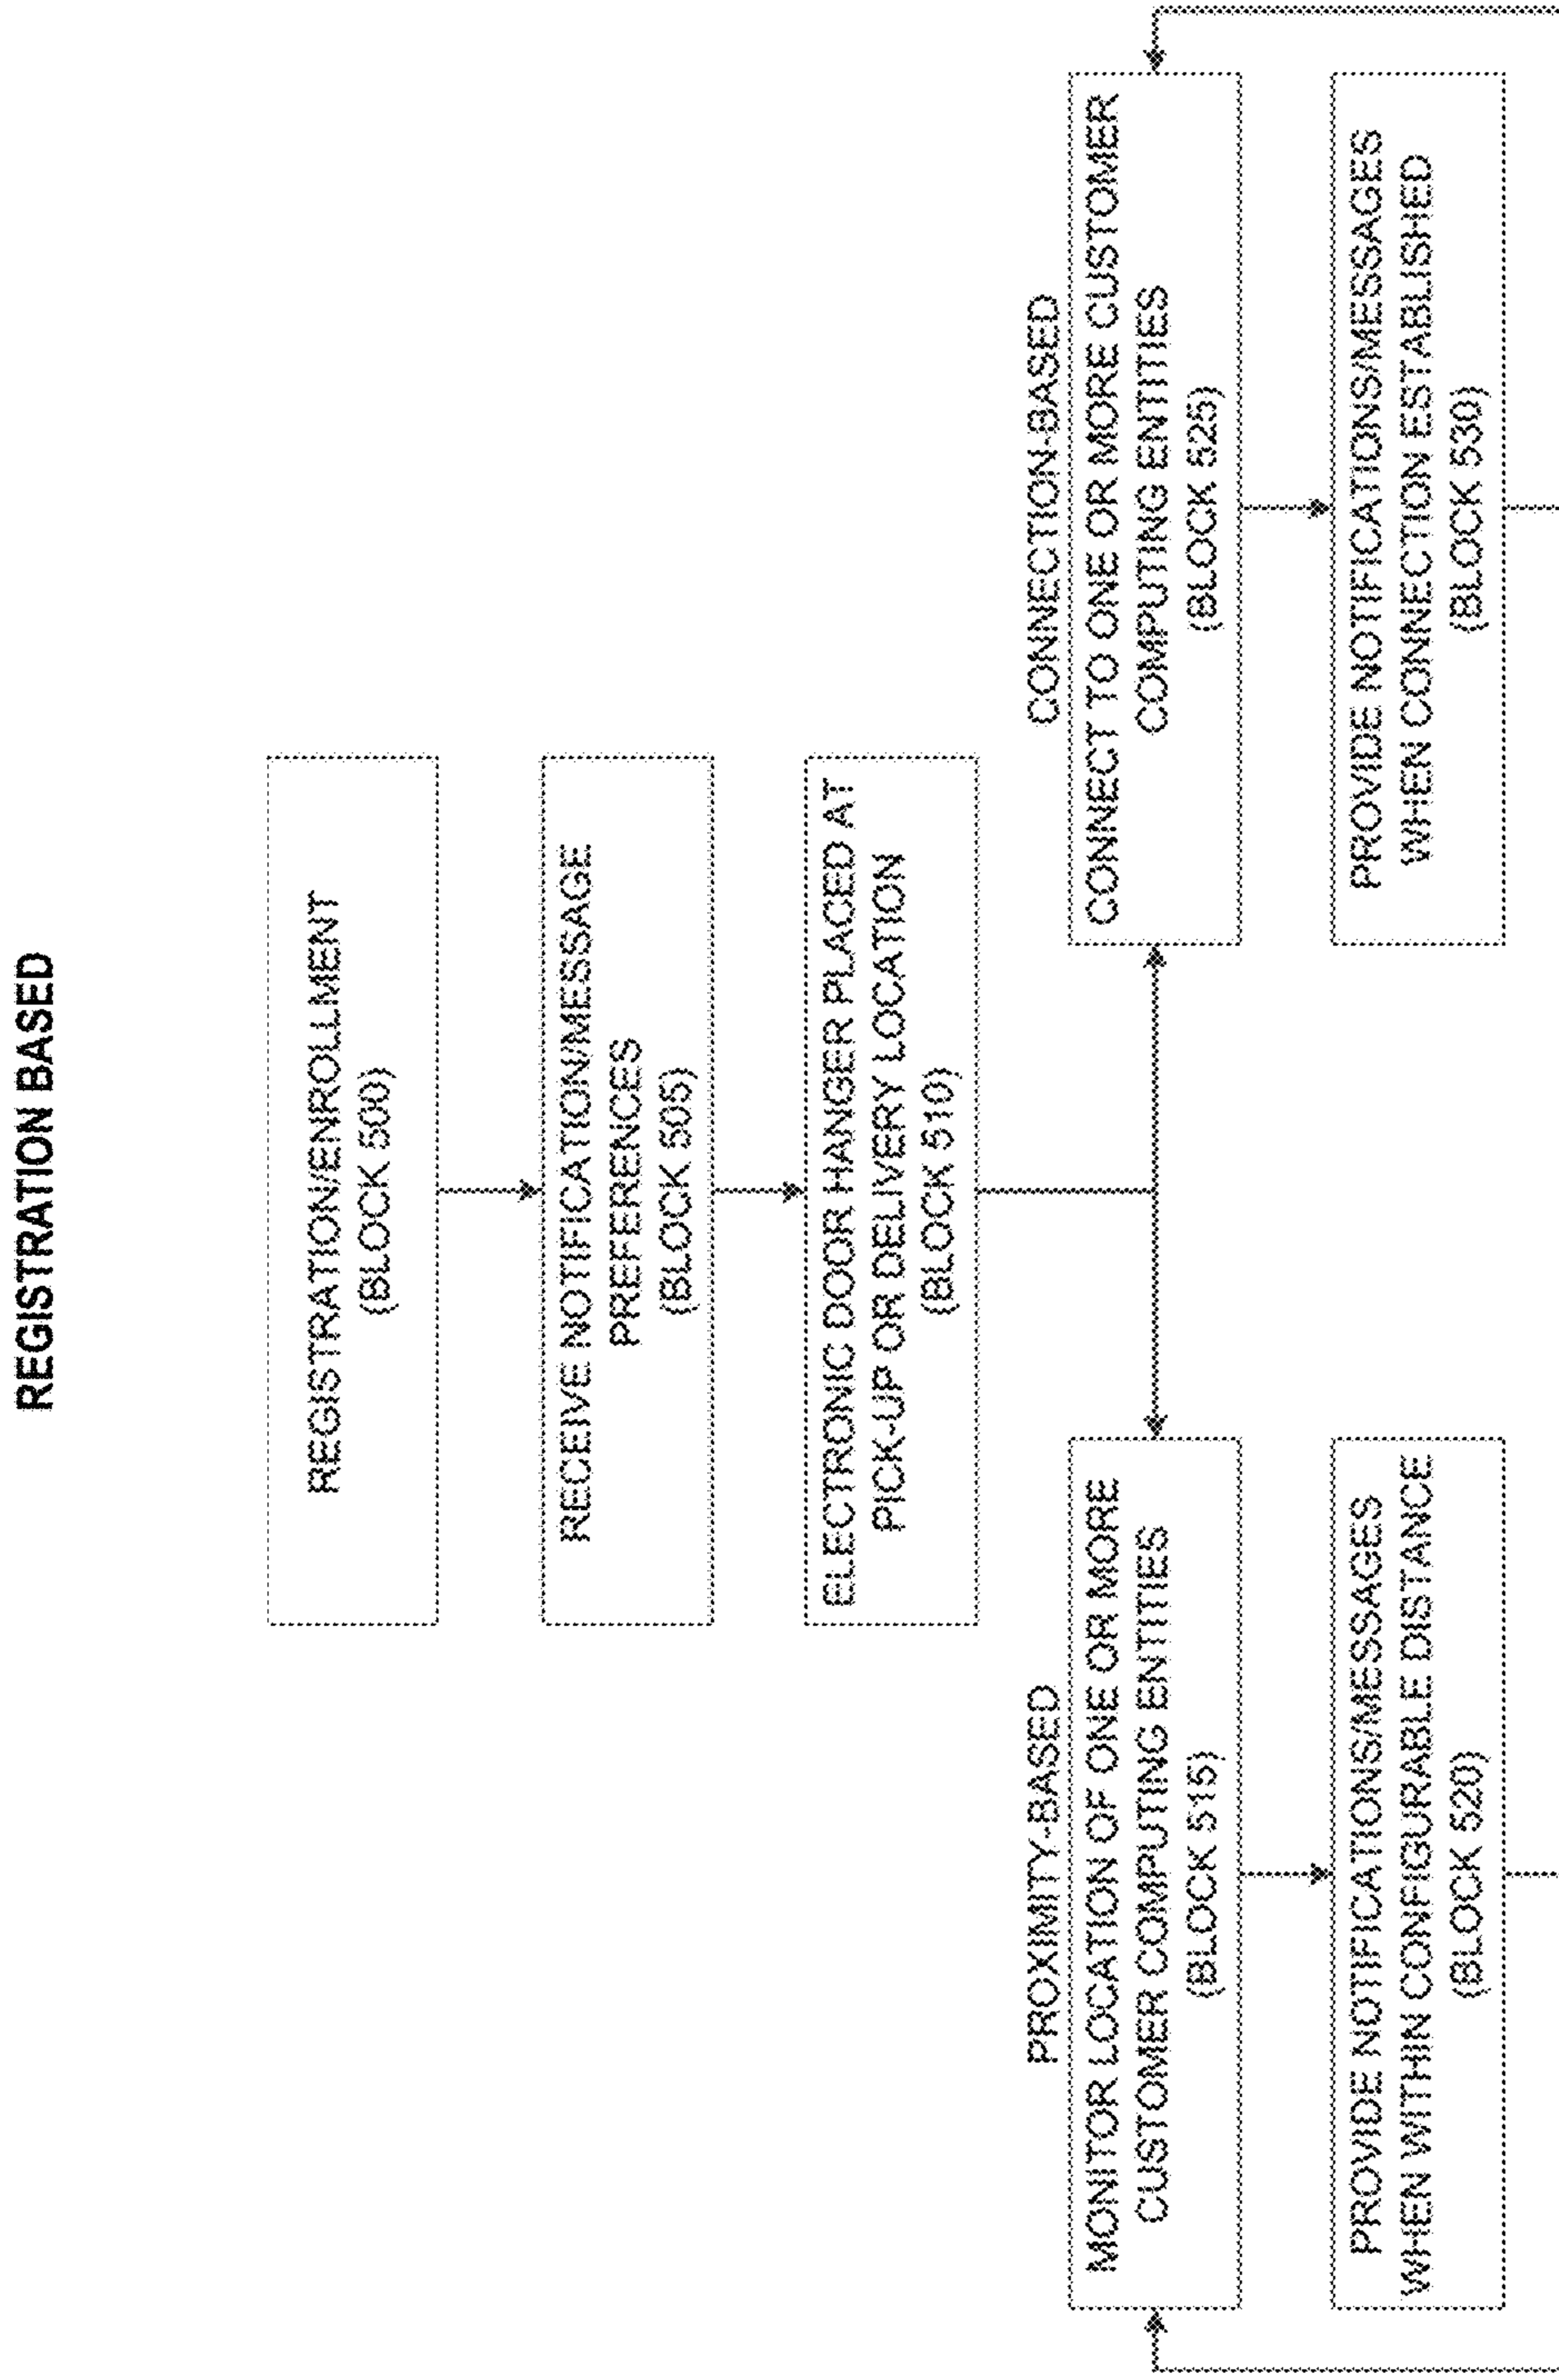 REGISTRATION BASED
REGISTRATION/ENROLLMENT
(BLOCK 500)
RECEIVE NOTIFICATION/MESSAGE
PREFERENCES
(BLOCK 505)
ELECTRONIC DOOR HANGER PLACED AT
PICK-UP OR DELIVERY LOCATION
(BLOCK 510)
PROXIMITY-BASED
MONITOR LOCATION OF ONE OR MORE
CUSTOMER COMPUTING ENTITIES
(BLOCK 515)
PROVIDE NOTIFICATIONS/MESSAGES
WHEN WITHIN CONFIGURABLE DISTANCE
(BLOCK 520)
CONNECTION-BASED
CONNECT TO ONE OR MORE CUSTOMER
COMPUTING ENTITIES
(BLOCK 525)
PROVIDE NOTIFICATIONS/MESSAGES
WHEN CONNECTION ESTABLISHED
(BLOCK 530)